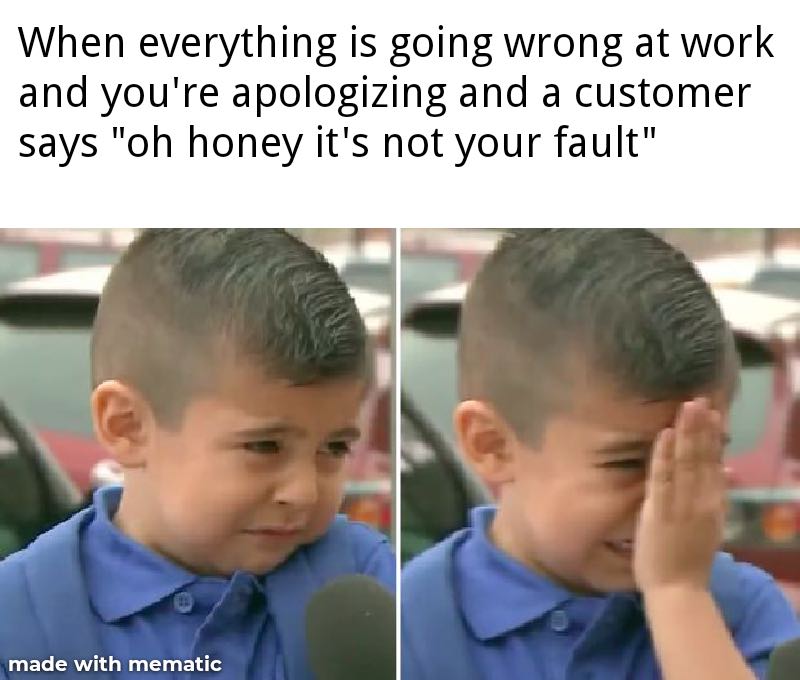 When everything is going wrong at work
and you're apologizing and a customer
says "oh honey it's not your fault"
made with mematic